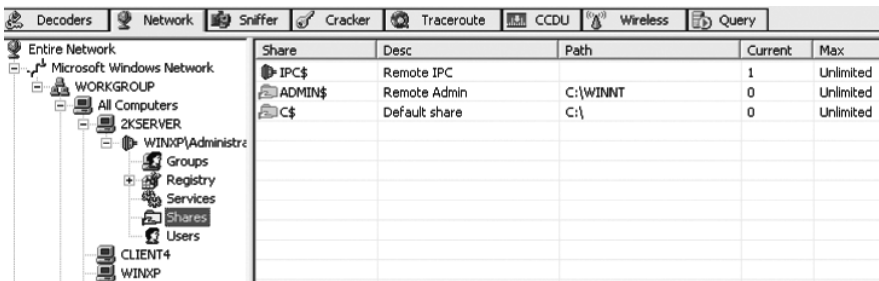 Decoders Network Sniffer Cracker Traceroute CCDU Wireless Query
Entire Network
Microsoft Windows Network
WORKGROUP
All Computers
2KSERVER
WINXP\Administra
Groups
Registry
Services
Shares
Users
CLIENT4
WINXP
Share Desc Path Current Max
IPC$ Remote IPC 1 Unlimited
ADMIN$ Remote Admin C:\WINNT 0 Unlimited
C$ Default share C:\ 0 Unlimited